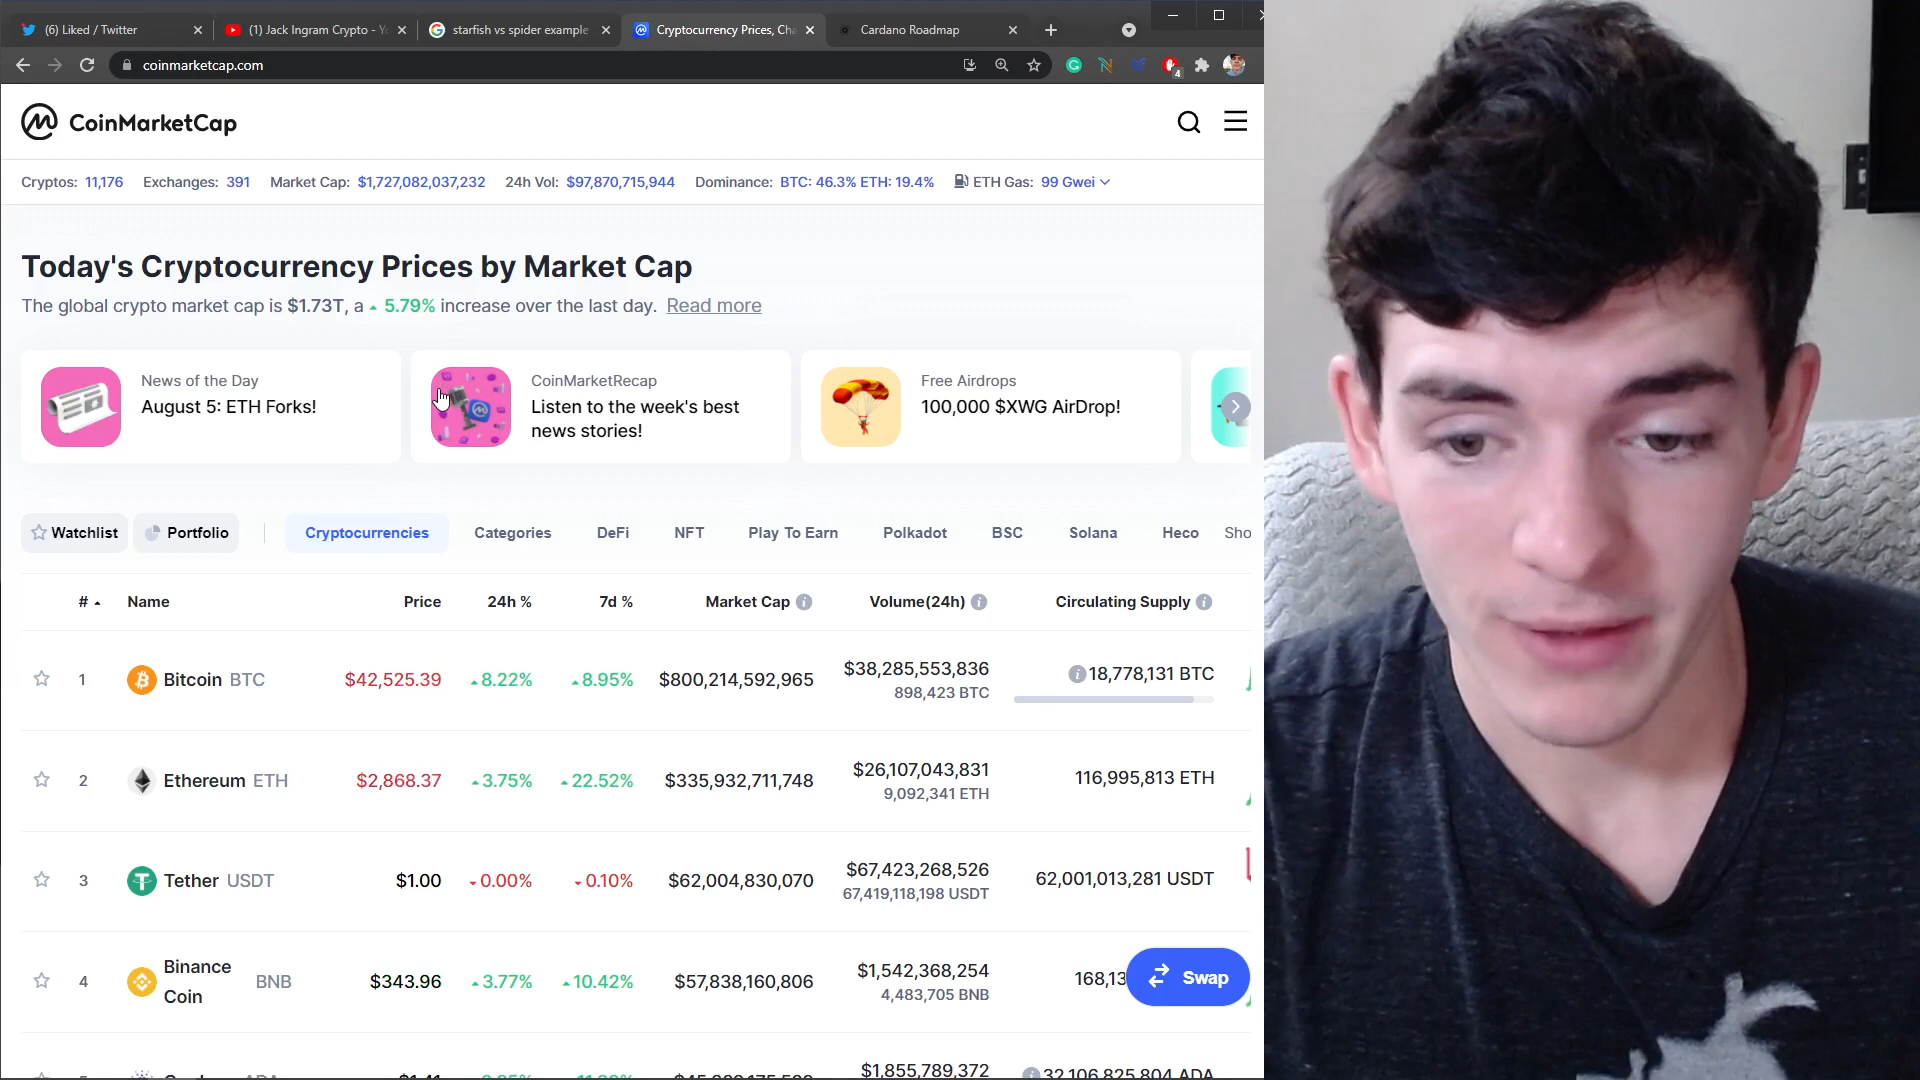 (6) Liked / Twitter
(1) Jack Ingram Crypto - Yo
starfish vs spider example
Cryptocurrency Prices, Cha
Cardano Roadmap
coinmarketcap.com
4
CoinMarketCap
Cryptos: 11,176 Exchanges: 391 Market Cap: $1,727,082,037,232 24h Vol: $97,870,715,944 Dominance: BTC: 46.3% ETH: 19.4% ETH Gas: 99 Gwei
Today's Cryptocurrency Prices by Market Cap
The global crypto market cap is $1.73T, a 5.79% increase over the last day. Read more
News of the Day
August 5: ETH Forks!
CoinMarketRecap
Listen to the week's best
news stories!
Free Airdrops
100,000 $XWG AirDrop!
Watchlist Portfolio Cryptocurrencies Categories DeFi NFT Play To Earn Polkadot BSC Solana Heco Sho
# Name Price 24h % 7d % Market Cap Volume(24h) Circulating Supply
1 Bitcoin BTC $42,525.39 8.22% 8.95% $800,214,592,965 $38,285,553,836 18,778,131 BTC
898,423 BTC
2 Ethereum ETH $2,868.37 3.75% 22.52% $335,932,711,748 $26,107,043,831 116,995,813 ETH
9,092,341 ETH
3 Tether USDT $1.00 0.00% 0.10% $62,004,830,070 $67,423,268,526 62,001,013,281 USDT
67,419,118,198 USDT
4 Binance Coin BNB $343.96 3.77% 10.42% $57,838,160,806 $1,542,368,254 168,13
4,483,705 BNB
Swap
$1,855,789,372 32,106,825,804 ADA